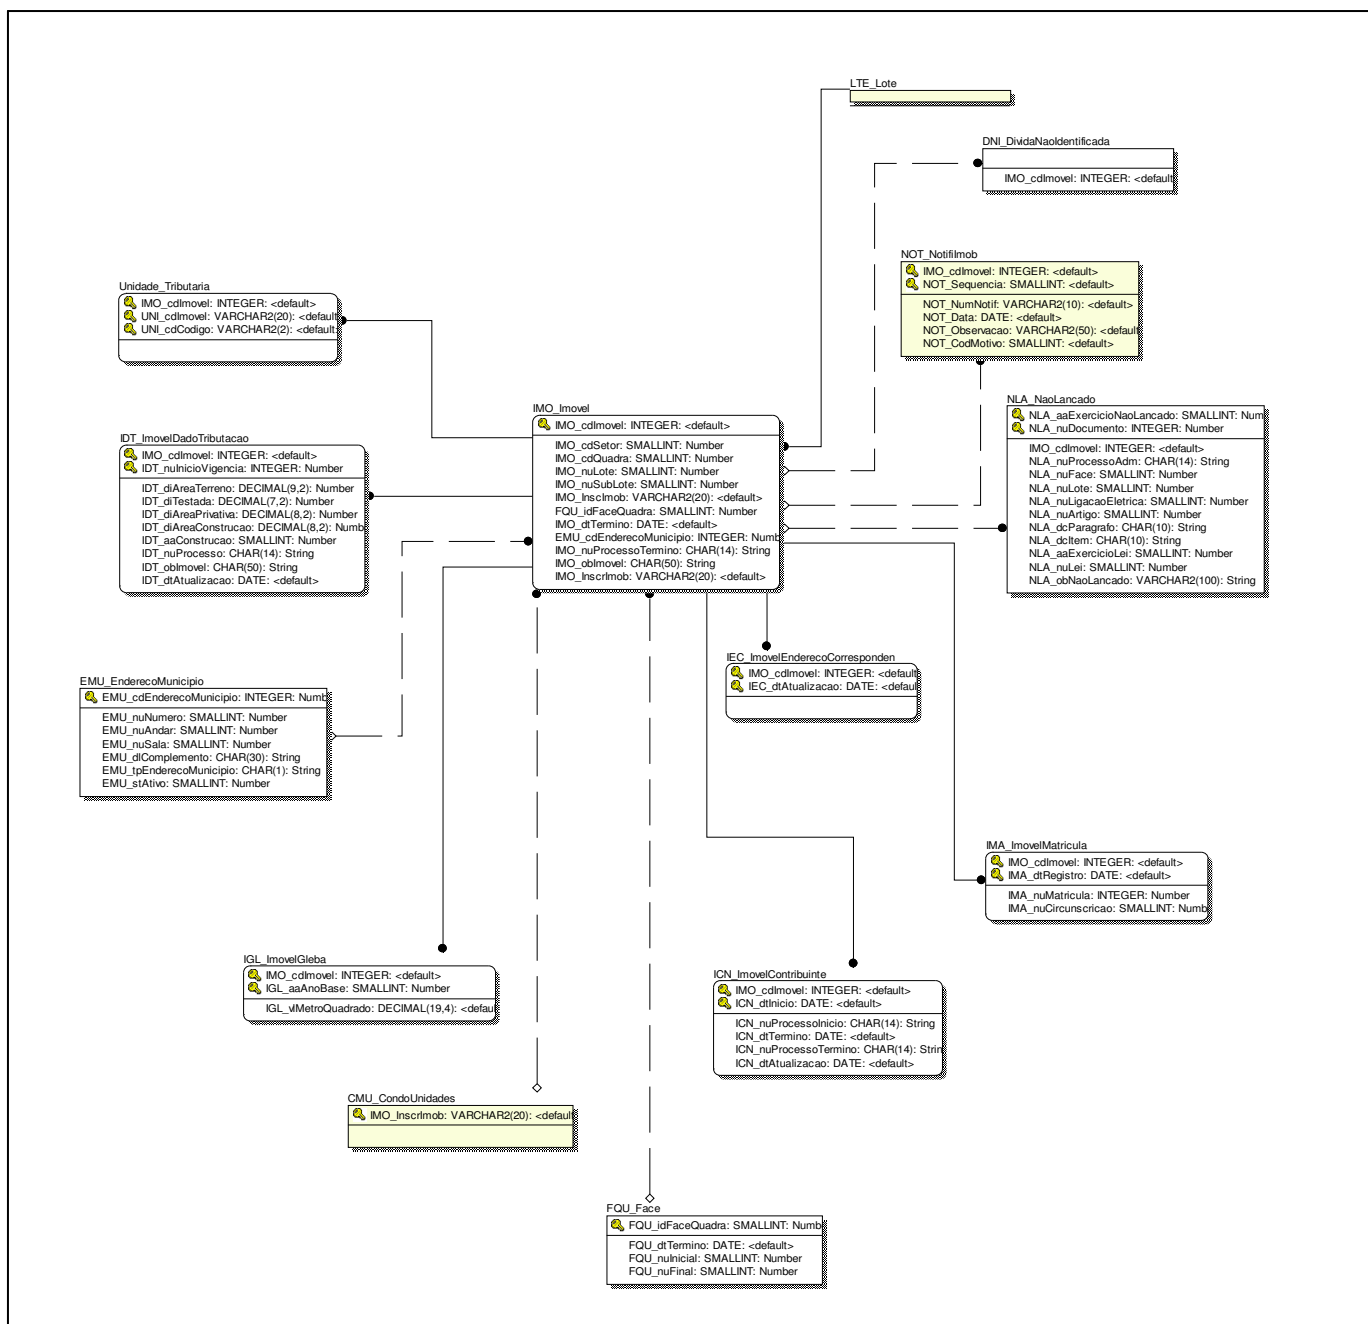 LTE_Lote
DNI_DividaNaoIdentificada
IMO_cdImovel: INTEGER: <default
NOT_NotifiImob
IMO_cdImovel: INTEGER: <default>
NOT_Sequencia: SMALLINT: <default>
NOT_NumNotif: VARCHAR2(10): <default>
NOT_Data: DATE: <default>
NOT_Observacao: VARCHAR2(50): <defaul
NOT_CodMotivo: SMALLINT: <default>
Unidade_Tributaria
IMO_cdImovel: INTEGER: <default>
UNI_cdImovel: VARCHAR2(20): <defaul
UNI_cdCodigo: VARCHAR2(2): <default
NLA_NaoLancado
NLA_aaExercicioNaoLancado: SMALLINT: Num
NLA_nuDocumento: INTEGER: Number
IMO_cdImovel: INTEGER: <default>
NLA_nuProcessoAdm: CHAR(14): String
NLA_nuFace: SMALLINT: Number
NLA_nuLote: SMALLINT: Number
NLA_nuLigacaoEletrica: SMALLINT: Number
NLA_nuArtigo: SMALLINT: Number
NLA_dcParagrafo: CHAR(10): String
NLA_dcItem: CHAR(10): String
NLA_aaExercicioLei: SMALLINT: Number
NLA_nuLei: SMALLINT: Number
NLA_obNaoLancado: VARCHAR2(100): String
IMO_Imovel
IMO_cdImovel: INTEGER: <default>
IMO_cdSetor: SMALLINT: Number
IMO_cdQuadra: SMALLINT: Number
IMO_nuLote: SMALLINT: Number
IMO_nuSubLote: SMALLINT: Number
IMO_InscImob: VARCHAR2(20): <default>
FQU_idFaceQuadra: SMALLINT: Number
IMO_dtTermino: DATE: <default>
EMU_cdEnderecoMunicipio: INTEGER: Numb
IMO_nuProcessoTermino: CHAR(14): String
IMO_obImovel: CHAR(50): String
IMO_InscrImob: VARCHAR2(20): <default>
IDT_ImovelDadoTributacao
IMO_cdImovel: INTEGER: <default>
IDT_nuInicioVigencia: INTEGER: Number
IDT_diAreaTerreno: DECIMAL(9,2): Number
IDT_diTestada: DECIMAL(7,2): Number
IDT_diAreaPrivativa: DECIMAL(8,2): Number
IDT_diAreaConstrucao: DECIMAL(8,2): Numb
IDT_aaConstrucao: SMALLINT: Number
IDT_nuProcesso: CHAR(14): String
IDT_obImovel: CHAR(50): String
IDT_dtAtualizacao: DATE: <default>
IEC_ImovelEnderecoCorresponden
IMO_cdImovel: INTEGER: <default
IEC_dtAtualizacao: DATE: <defaul
EMU_EnderecoMunicipio
EMU_cdEnderecoMunicipio: INTEGER: Numb
EMU_nuNumero: SMALLINT: Number
EMU_nuAndar: SMALLINT: Number
EMU_nuSala: SMALLINT: Number
EMU_dlComplemento: CHAR(30): String
EMU_tpEnderecoMunicipio: CHAR(1): String
EMU_stAtivo: SMALLINT: Number
IMA_ImovelMatricula
IMO_cdImovel: INTEGER: <default>
IMA_dtRegistro: DATE: <default>
IMA_nuMatricula: INTEGER: Number
IMA_nuCircunscricao: SMALLINT: Numb
IGL_ImovelGleba
IMO_cdImovel: INTEGER: <default>
IGL_aaAnoBase: SMALLINT: Number
IGL_vlMetroQuadrado: DECIMAL(19,4): <defau
ICN_ImovelContribuinte
IMO_cdImovel: INTEGER: <default>
ICN_dtInicio: DATE: <default>
ICN_nuProcessoInicio: CHAR(14): String
ICN_dtTermino: DATE: <default>
ICN_nuProcessoTermino: CHAR(14): Strin
ICN_dtAtualizacao: DATE: <default>
CMU_CondoUnidades
IMO_InscrImob: VARCHAR2(20): <default
FQU_Face
FQU_idFaceQuadra: SMALLINT: Numb
FQU_dtTermino: DATE: <default>
FQU_nuInicial: SMALLINT: Number
FQU_nuFinal: SMALLINT: Number